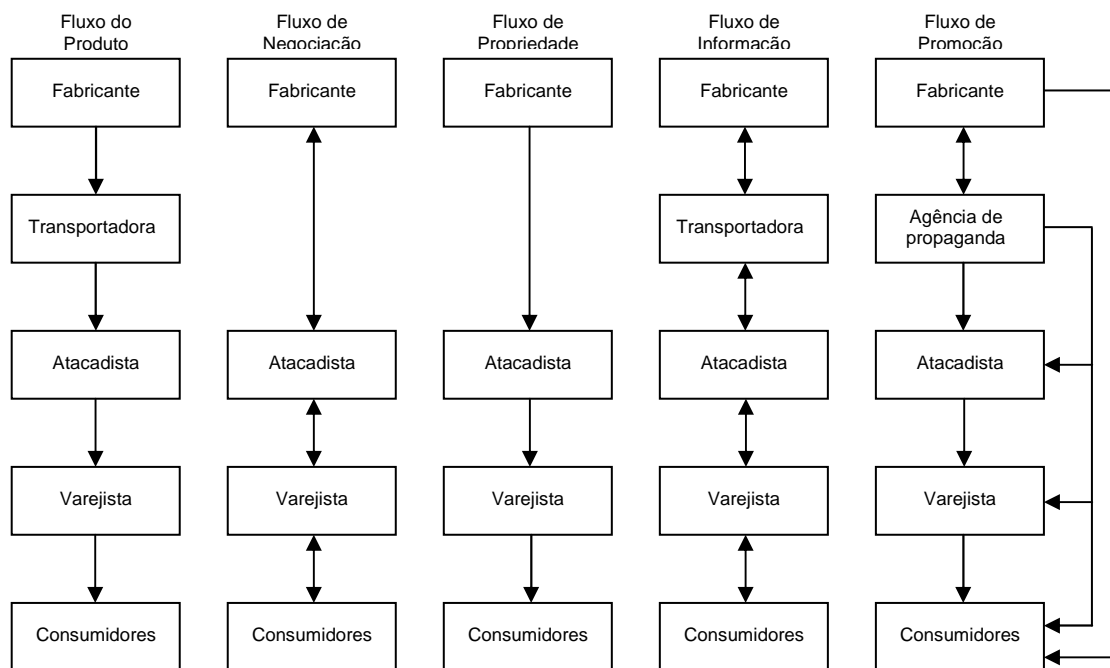 Fluxo do
Produto
Fabricante
Transportadora
Atacadista
Varejista
Consumidores
Fluxo de
Negociação
Fabricante
Atacadista
Varejista
Consumidores
Fluxo de
Propriedade
Fabricante
Atacadista
Varejista
Consumidores
Fluxo de
Informação
Fabricante
Transportadora
Atacadista
Varejista
Consumidores
Fluxo de
Promoção
Fabricante
Agência de
propaganda
Atacadista
Varejista
Consumidores